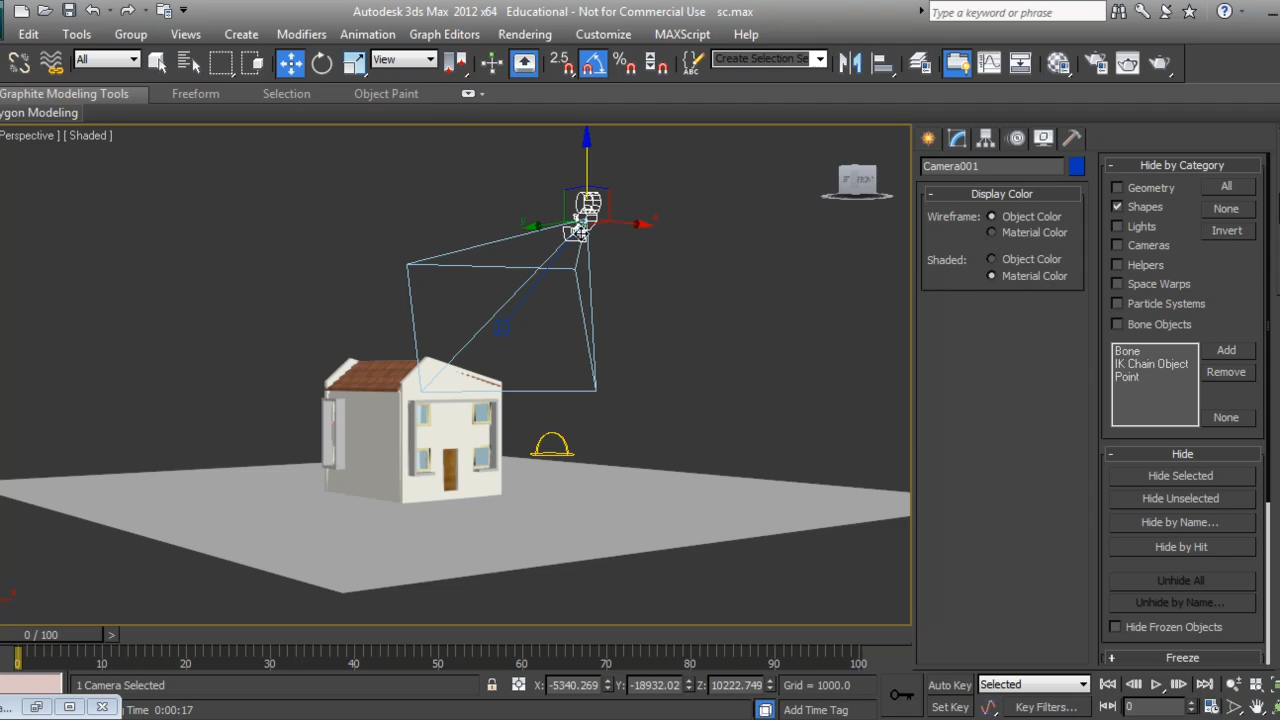 Autodesk 3ds Max 2012 x64 Educational - Not for Commercial Use sc.max
Type a keyword or phrase
Edit Tools Group Views Create Modifiers Animation Graph Editors Rendering Customize MAXScript Help
All View 2.5 Create Selection Se
Graphite Modeling Tools Freeform Selection Object Paint
ygon Modeling
Perspective ] [ Shaded ]
Camera001
Display Color
Wireframe: Object Color
Material Color
Shaded: Object Color
Material Color
Hide by Category
Geometry
Shapes
Lights
Cameras
Helpers
Space Warps
Particle Systems
Bone Objects
All
None
Invert
Bone
IK Chain Object
Point
Add
Remove
None
Hide
Hide Selected
Hide Unselected
Hide by Name...
Hide by Hit
Unhide All
Unhide by Name...
Hide Frozen Objects
Freeze
0 / 100 >
10 20 30 40 50 60 70 80 90 100
1 Camera Selected X: -5340.269 Y: -18932.02 Z: 10222.749 Grid = 1000.0 Auto Key Selected
a... Time 0:00:17 Add Time Tag Set Key Key Filters... 0